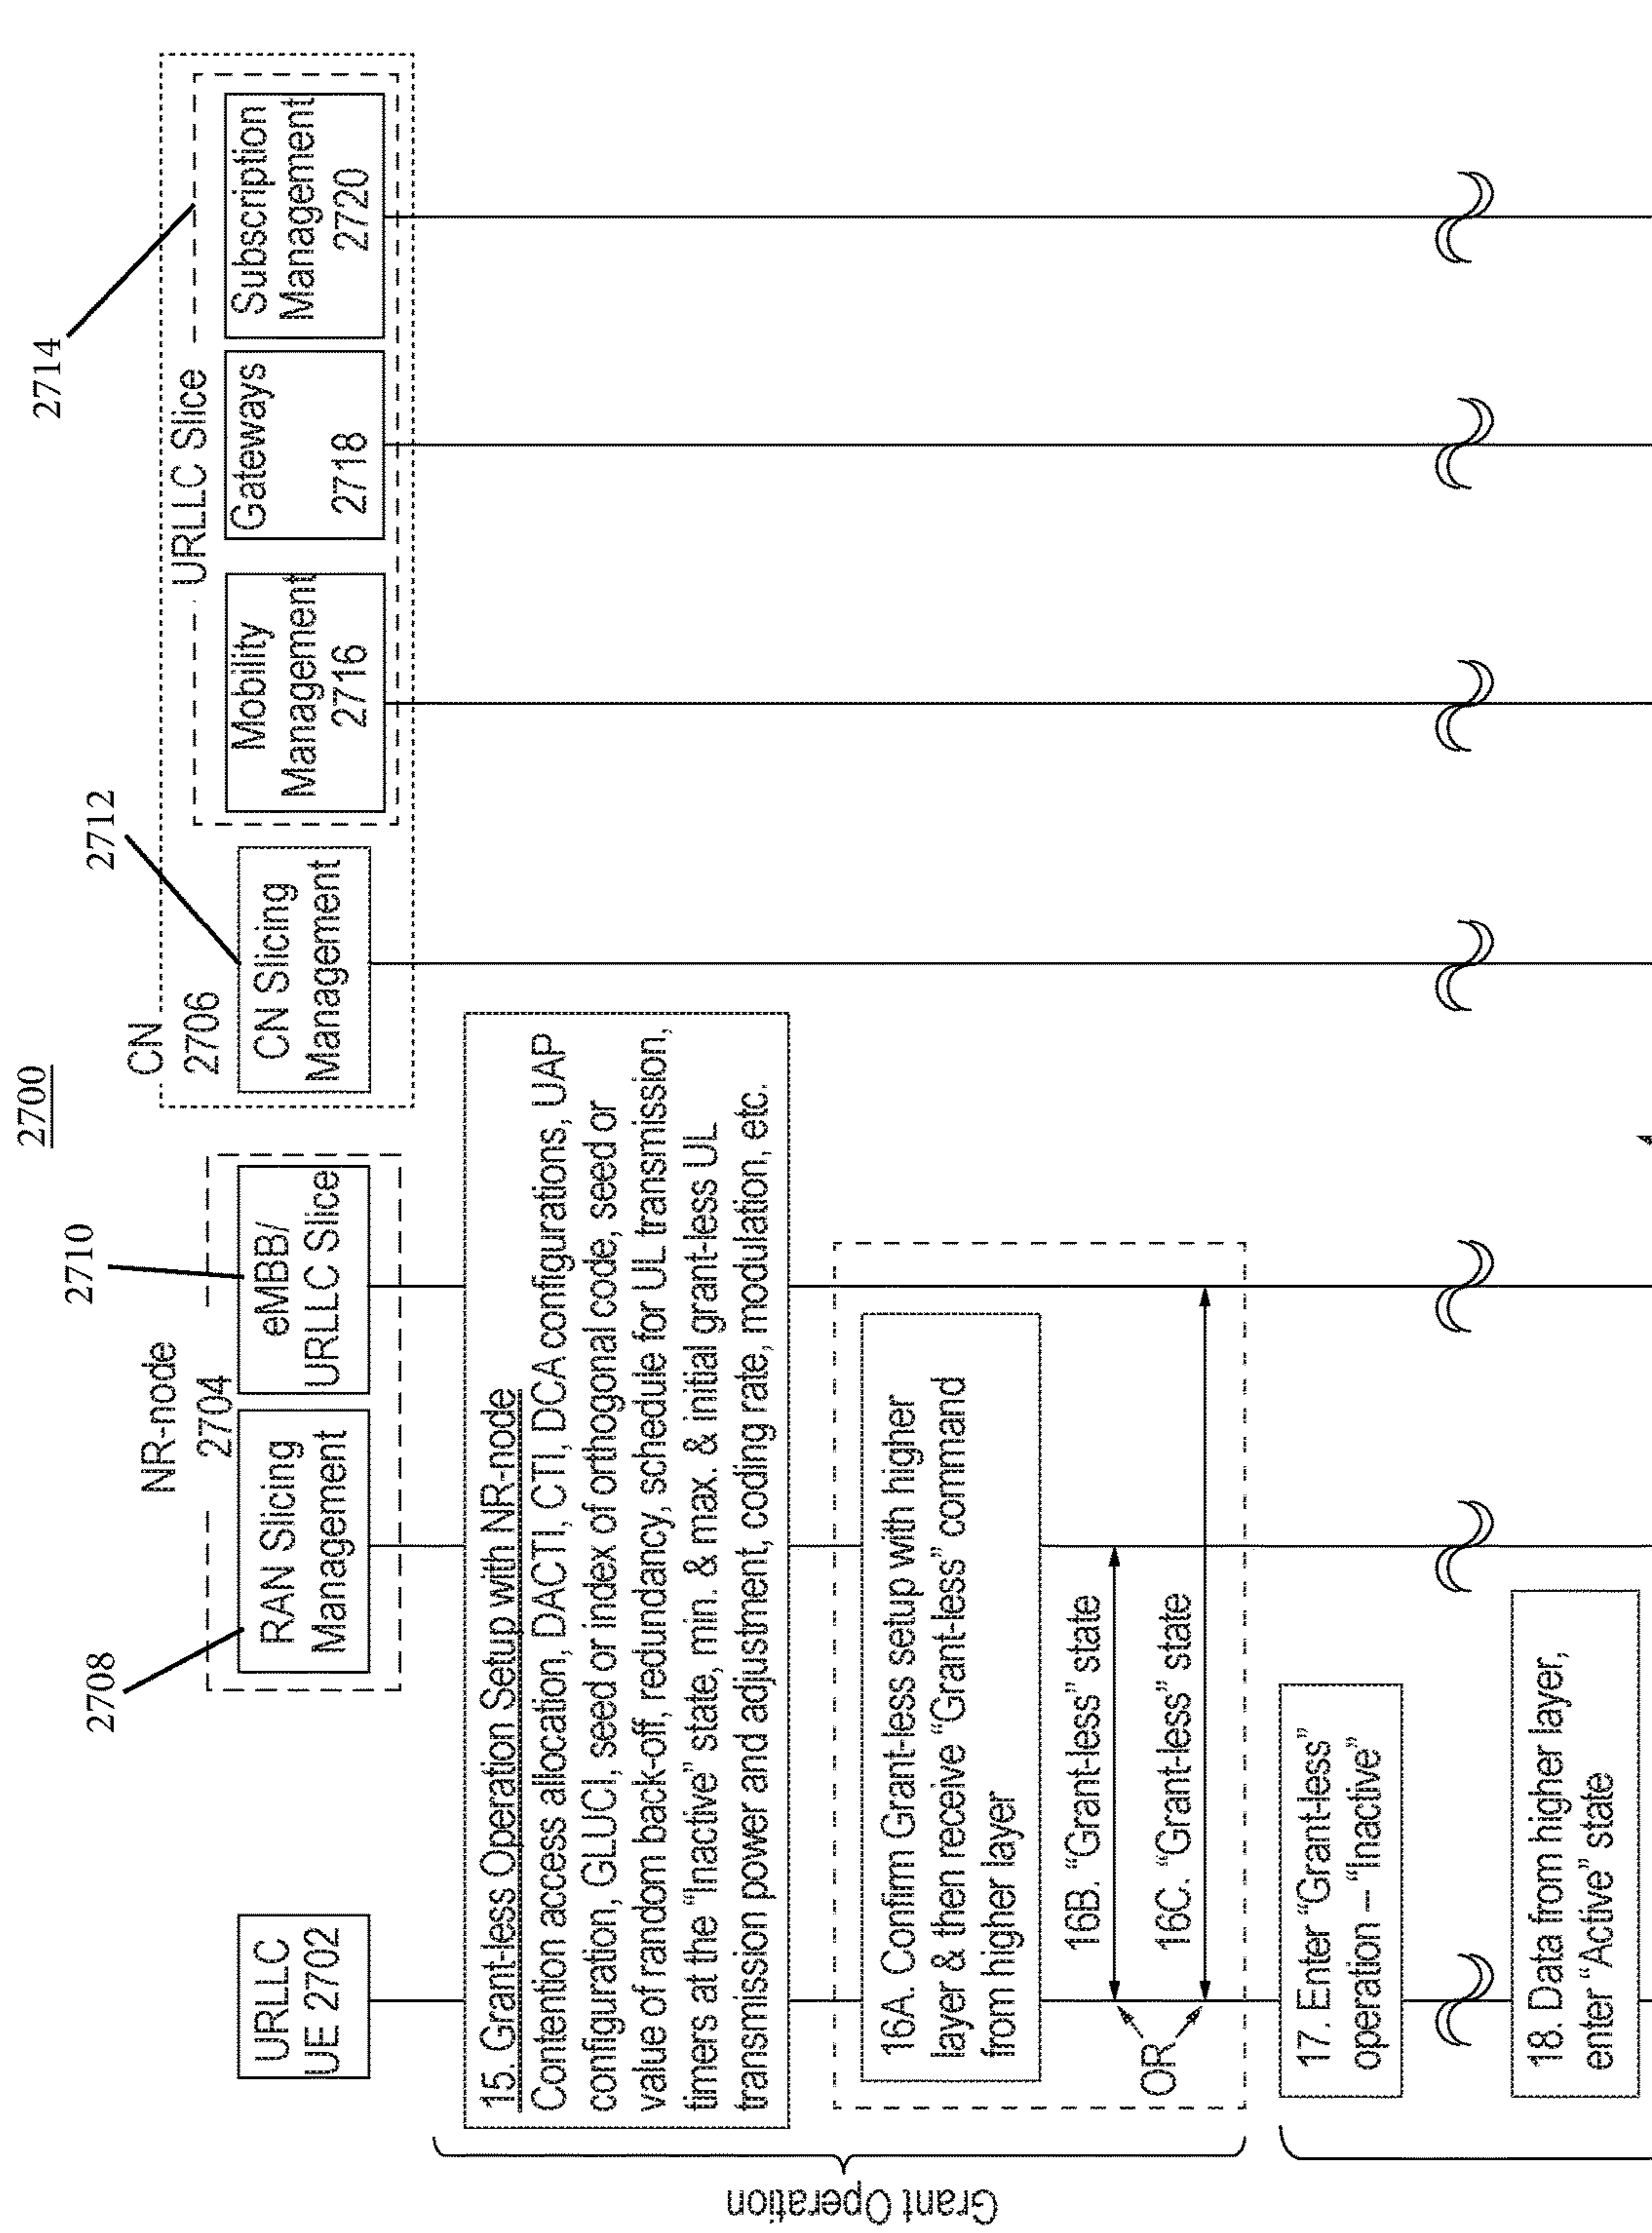 2700
2708
2710
2712
2714
NR-node
2704
CN
2706
URLLC Slice
URLLC
UE 2702
RAN Slicing
Management
eMBB/
URLLC Slice
CN Slicing
Management
Mobility
Management
2716
Gateways
2718
Subscription
Management
2720
15. Grant-less Operation Setup with NR-node
Contention access allocation, DACTI, CTI, DCA configurations, UAP
configuration, GLUCI, seed or index of orthogonal code, seed or
value of random back-off, redundancy, schedule for UL transmission,
timers at the "Inactive" state, min. & max. & initial grant-less UL
transmission power and adjustment, coding rate, modulation, etc.
16A. Confirm Grant-less setup with higher
layer & then receive "Grant-less" command
from higher layer
16B. "Grant-less" state
OR
16C. "Grant-less" state
Grant Operation
17. Enter "Grant-less"
operation – "Inactive"
18. Data from higher layer,
enter "Active" state